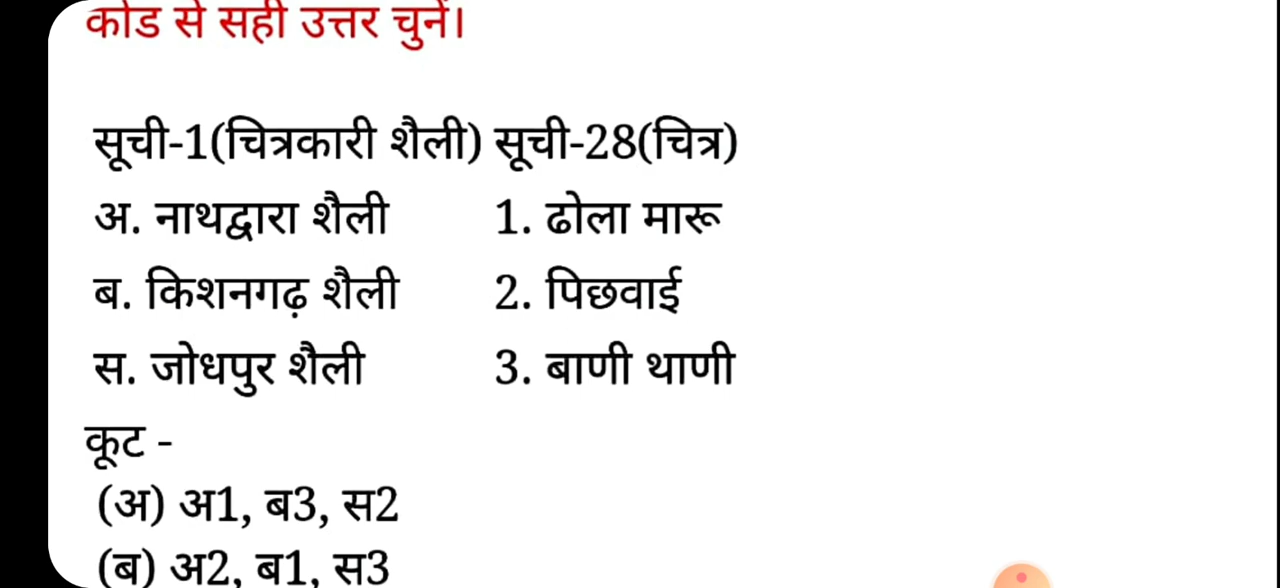 कोड से सही उत्तर चुनें।
सूची-1(चित्रकारी शैली) सूची-28(चित्र)
अ. नाथद्वारा शैली 1. ढोला मारू
ब. किशनगढ़ शैली 2. पिछवाई
स. जोधपुर शैली 3. बाणी थाणी
कूट -
(अ) अ1, ब3, स2
(ब) अ2, ब1, स3